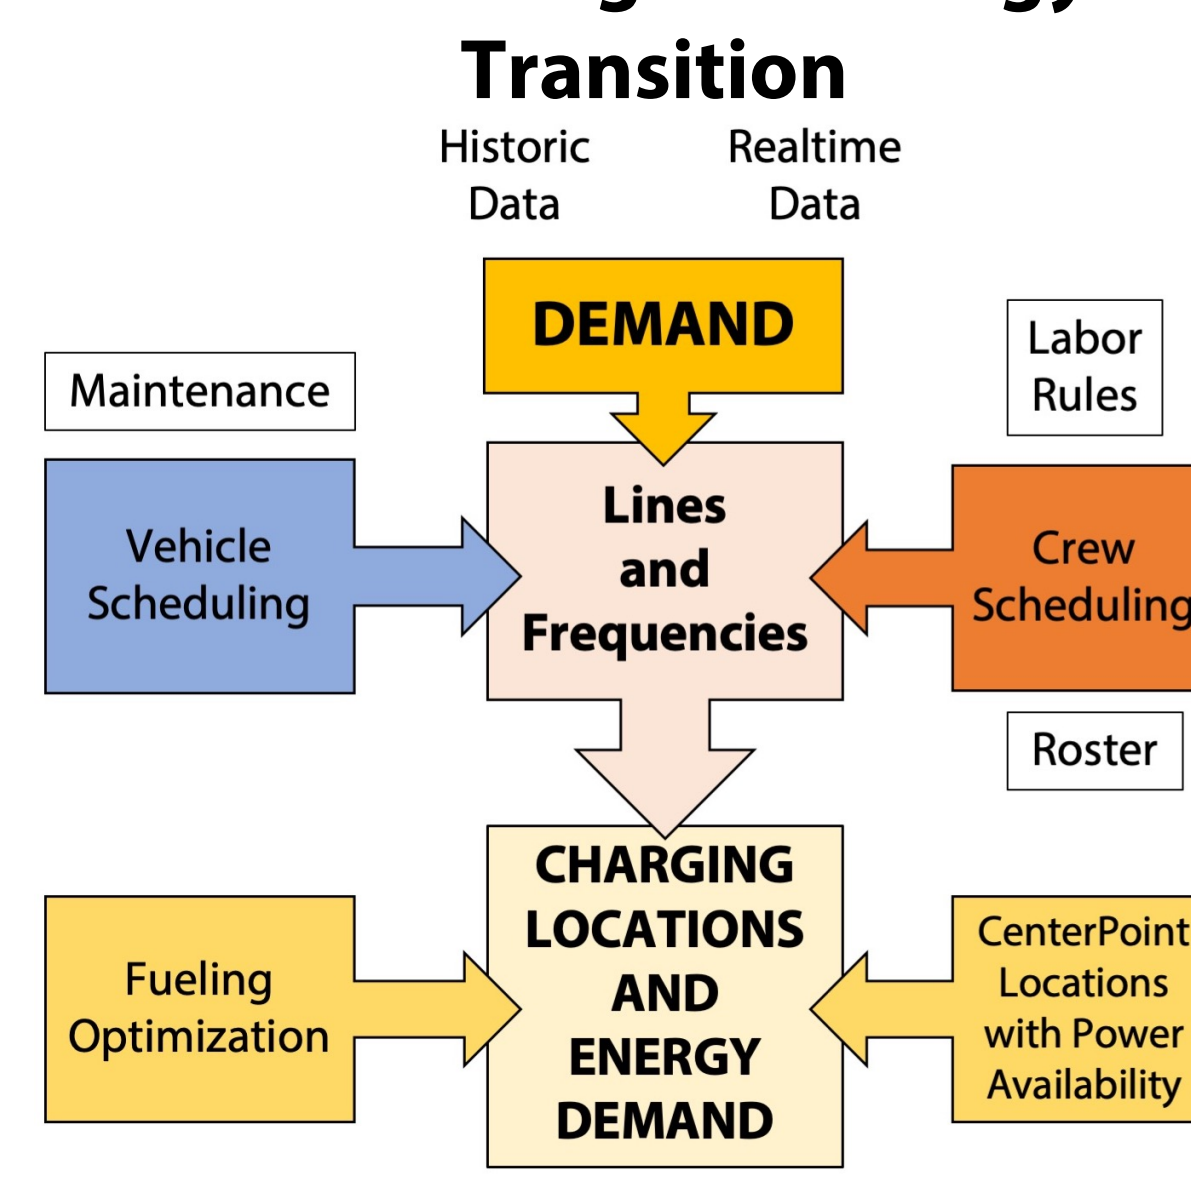 Transition
Historic
Data
Realtime
Data
DEMAND
Labor
Rules
Maintenance
Lines
and
Frequencies
Vehicle
Scheduling
Crew
Scheduling
Roster
CHARGING
LOCATIONS
AND
ENERGY
DEMAND
Fueling
Optimization
CenterPoint
Locations
with Power
Availability